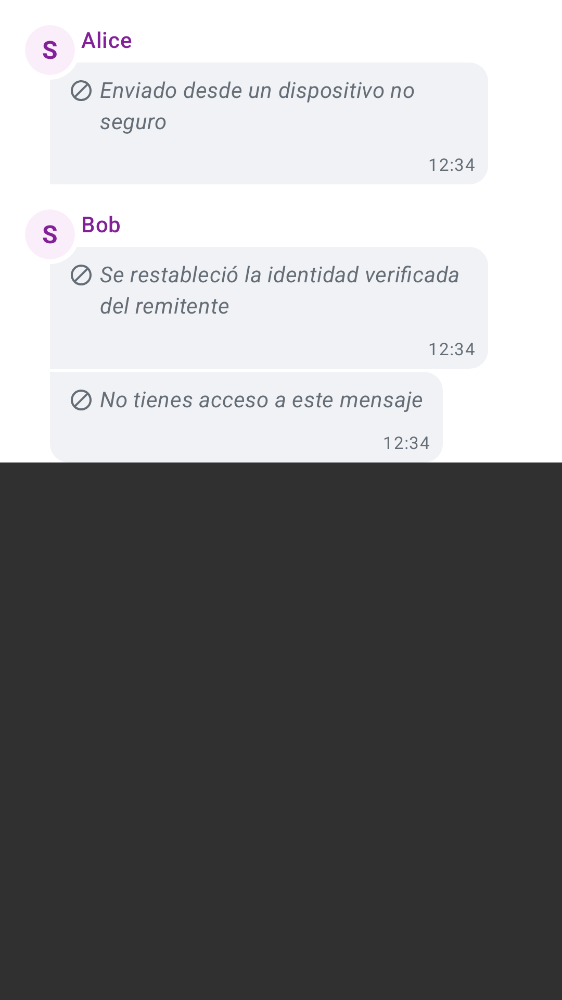 S
Alice
Enviado desde un dispositivo no
seguro
12:34
S
Bob
Se restableció la identidad verificada
del remitente
12:34
No tienes acceso a este mensaje
12:34